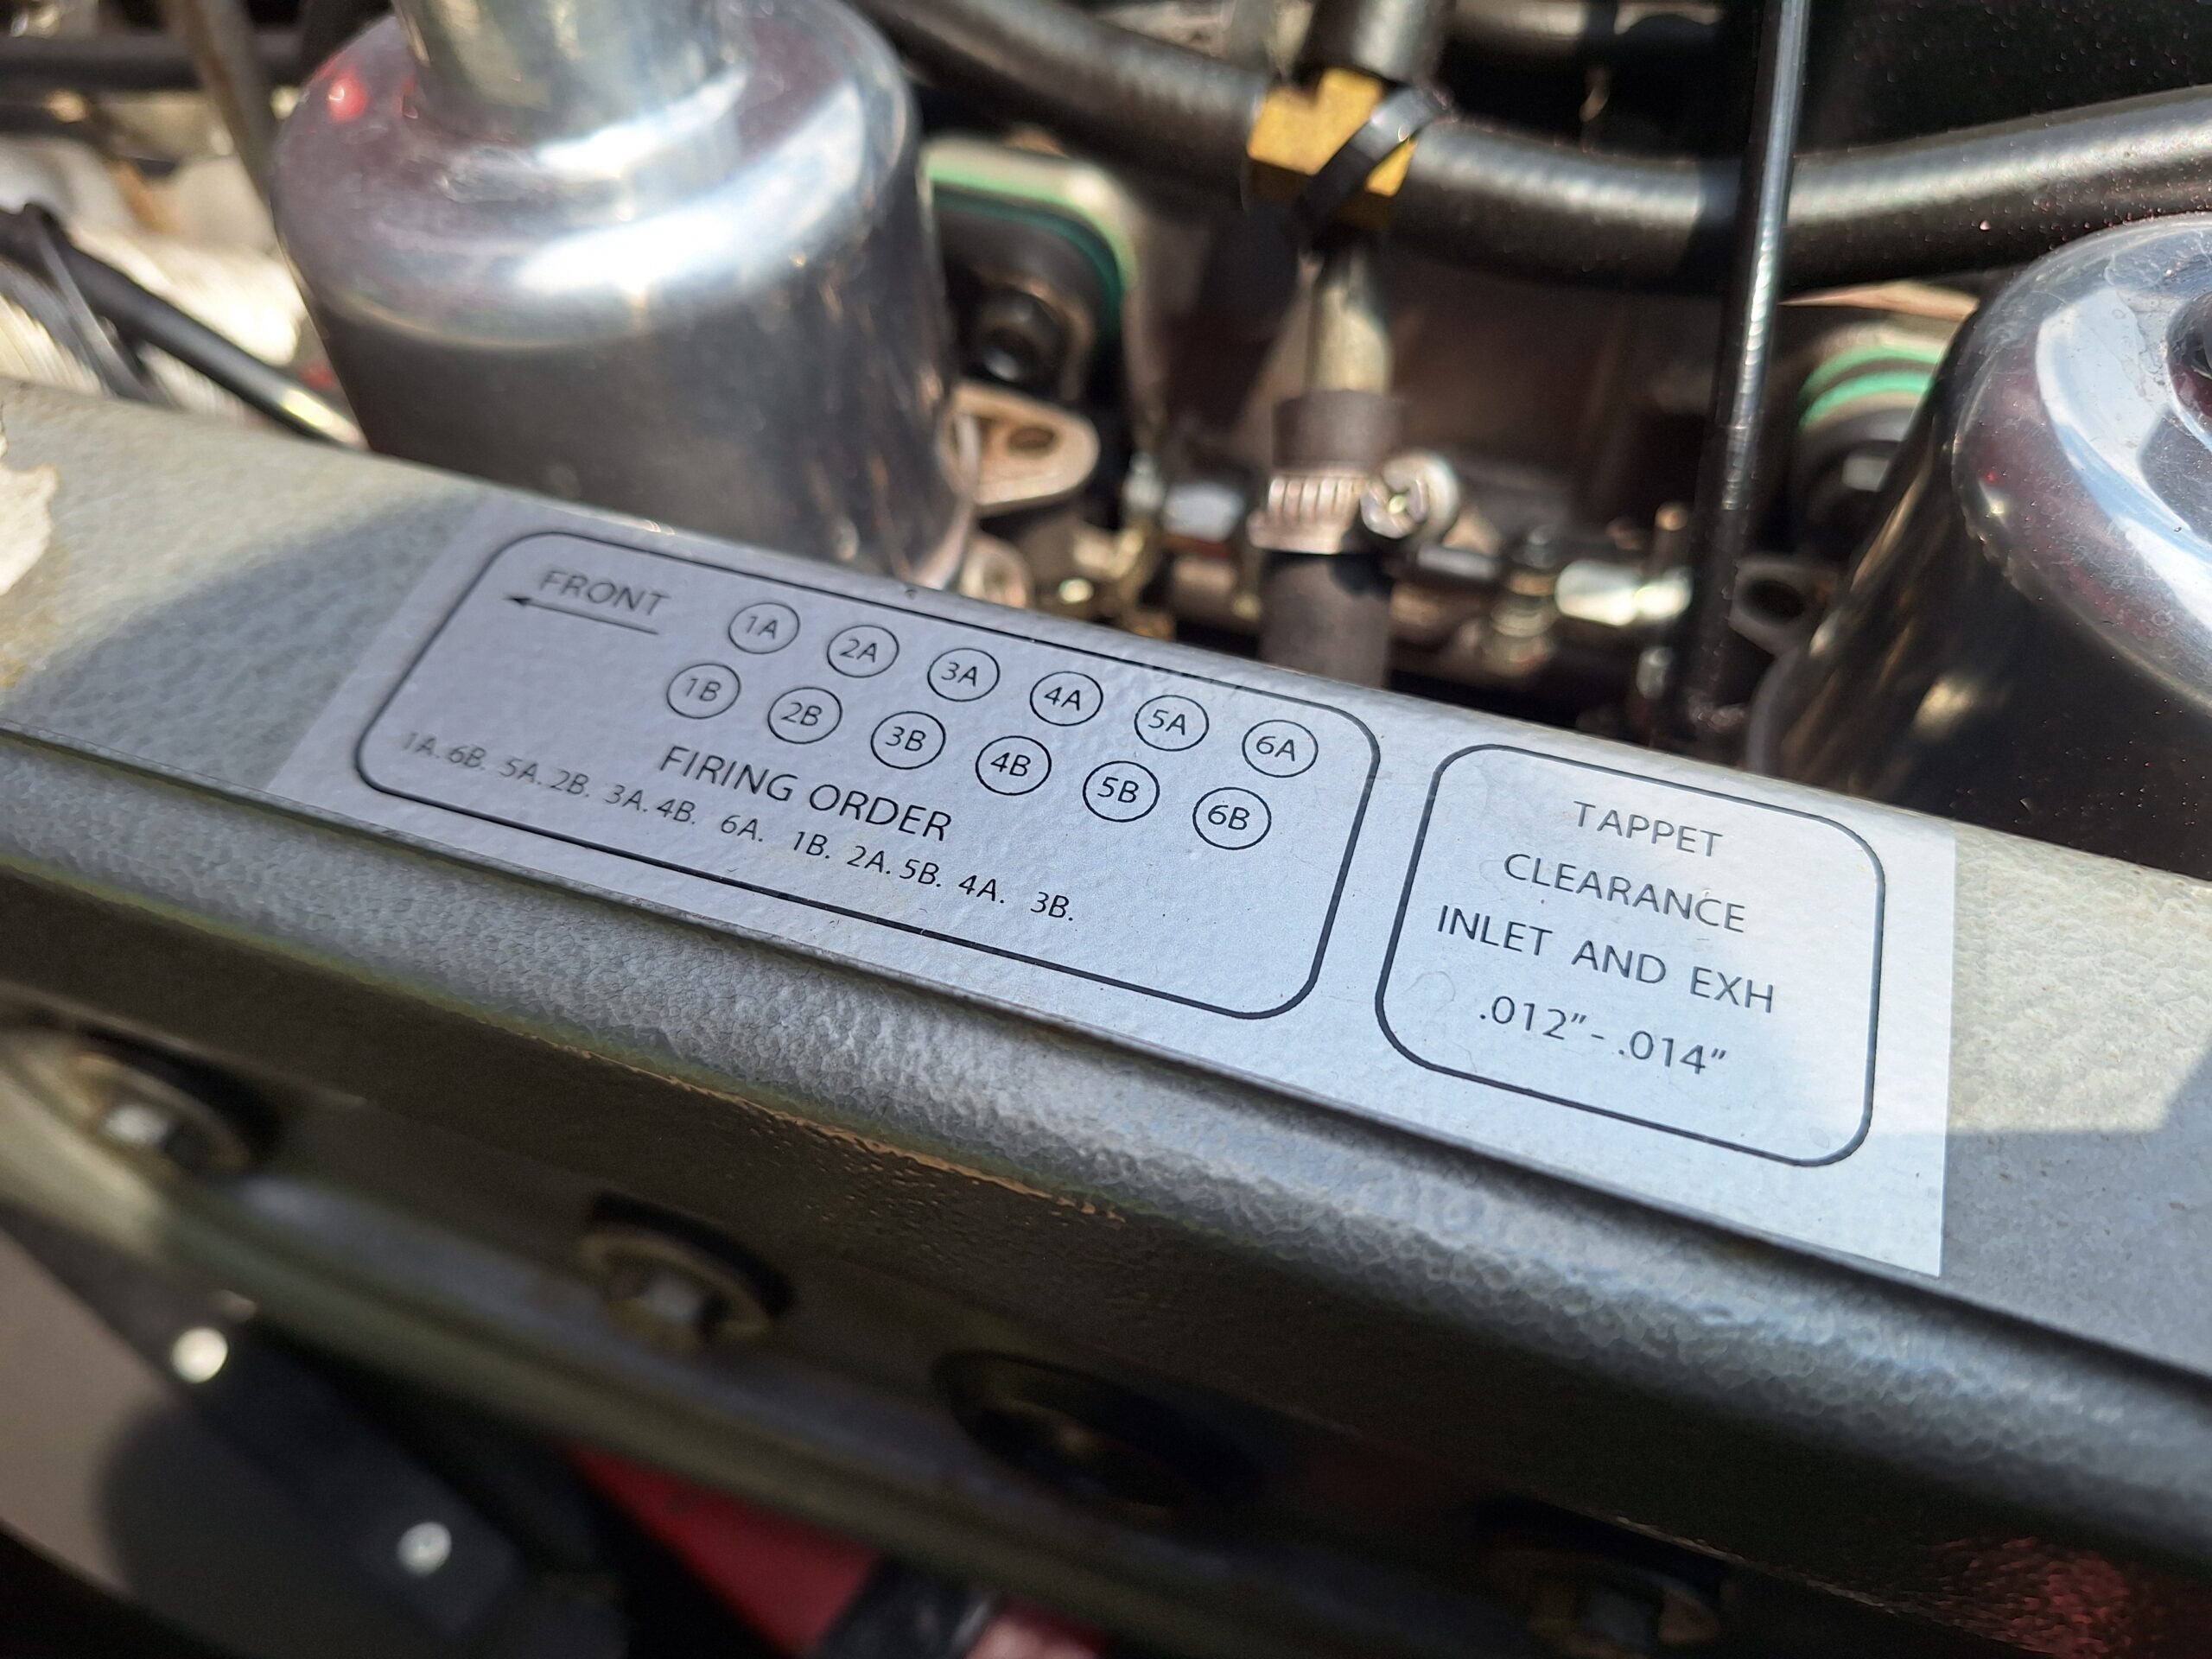 FRONT
1A 2A 3A 4A 5A 6A
1B 2B 3B 4B 5B 6B
FIRING ORDER
1A. 6B. 5A. 2B. 3A. 4B. 6A. 1B. 2A. 5B. 4A. 3B.
TAPPET
CLEARANCE
INLET AND EXH
.012”- .014”